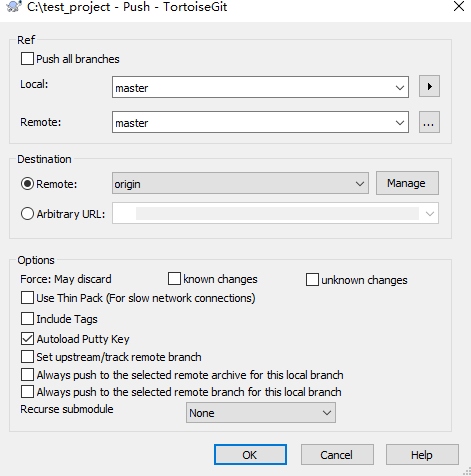 C:\test_project - Push - TortoiseGit
Ref
Push all branches
Local: master
Remote: master ...
Destination
Remote: origin Manage
Arbitrary URL:
Options
Force: May discard known changes unknown changes
Use Thin Pack (For slow network connections)
Include Tags
Autoload Putty Key
Set upstream/track remote branch
Always push to the selected remote archive for this local branch
Always push to the selected remote branch for this local branch
Recurse submodule None
OK Cancel Help